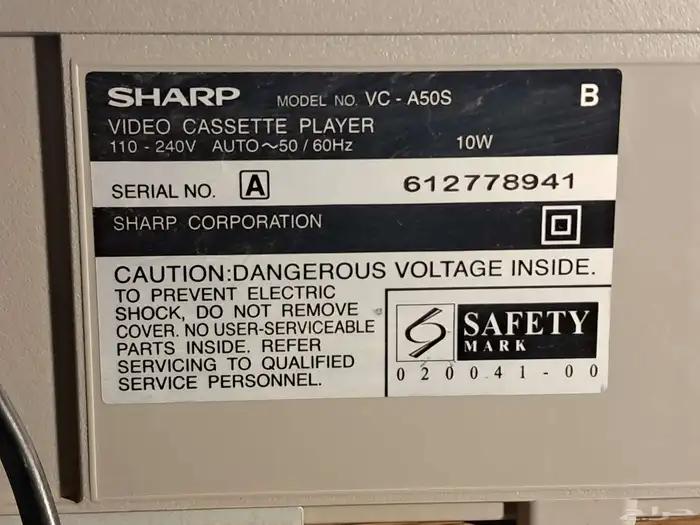 SHARP MODEL NO. VC - A50S B
VIDEO CASSETTE PLAYER
110 - 240V AUTO ~ 50 / 60Hz 10W
SERIAL NO. A 612778941
SHARP CORPORATION
CAUTION:DANGEROUS VOLTAGE INSIDE.
TO PREVENT ELECTRIC
SHOCK, DO NOT REMOVE
COVER. NO USER-SERVICEABLE
PARTS INSIDE. REFER
SERVICING TO QUALIFIED
SERVICE PERSONNEL.
SAFETY
MARK
020041-00
حراج